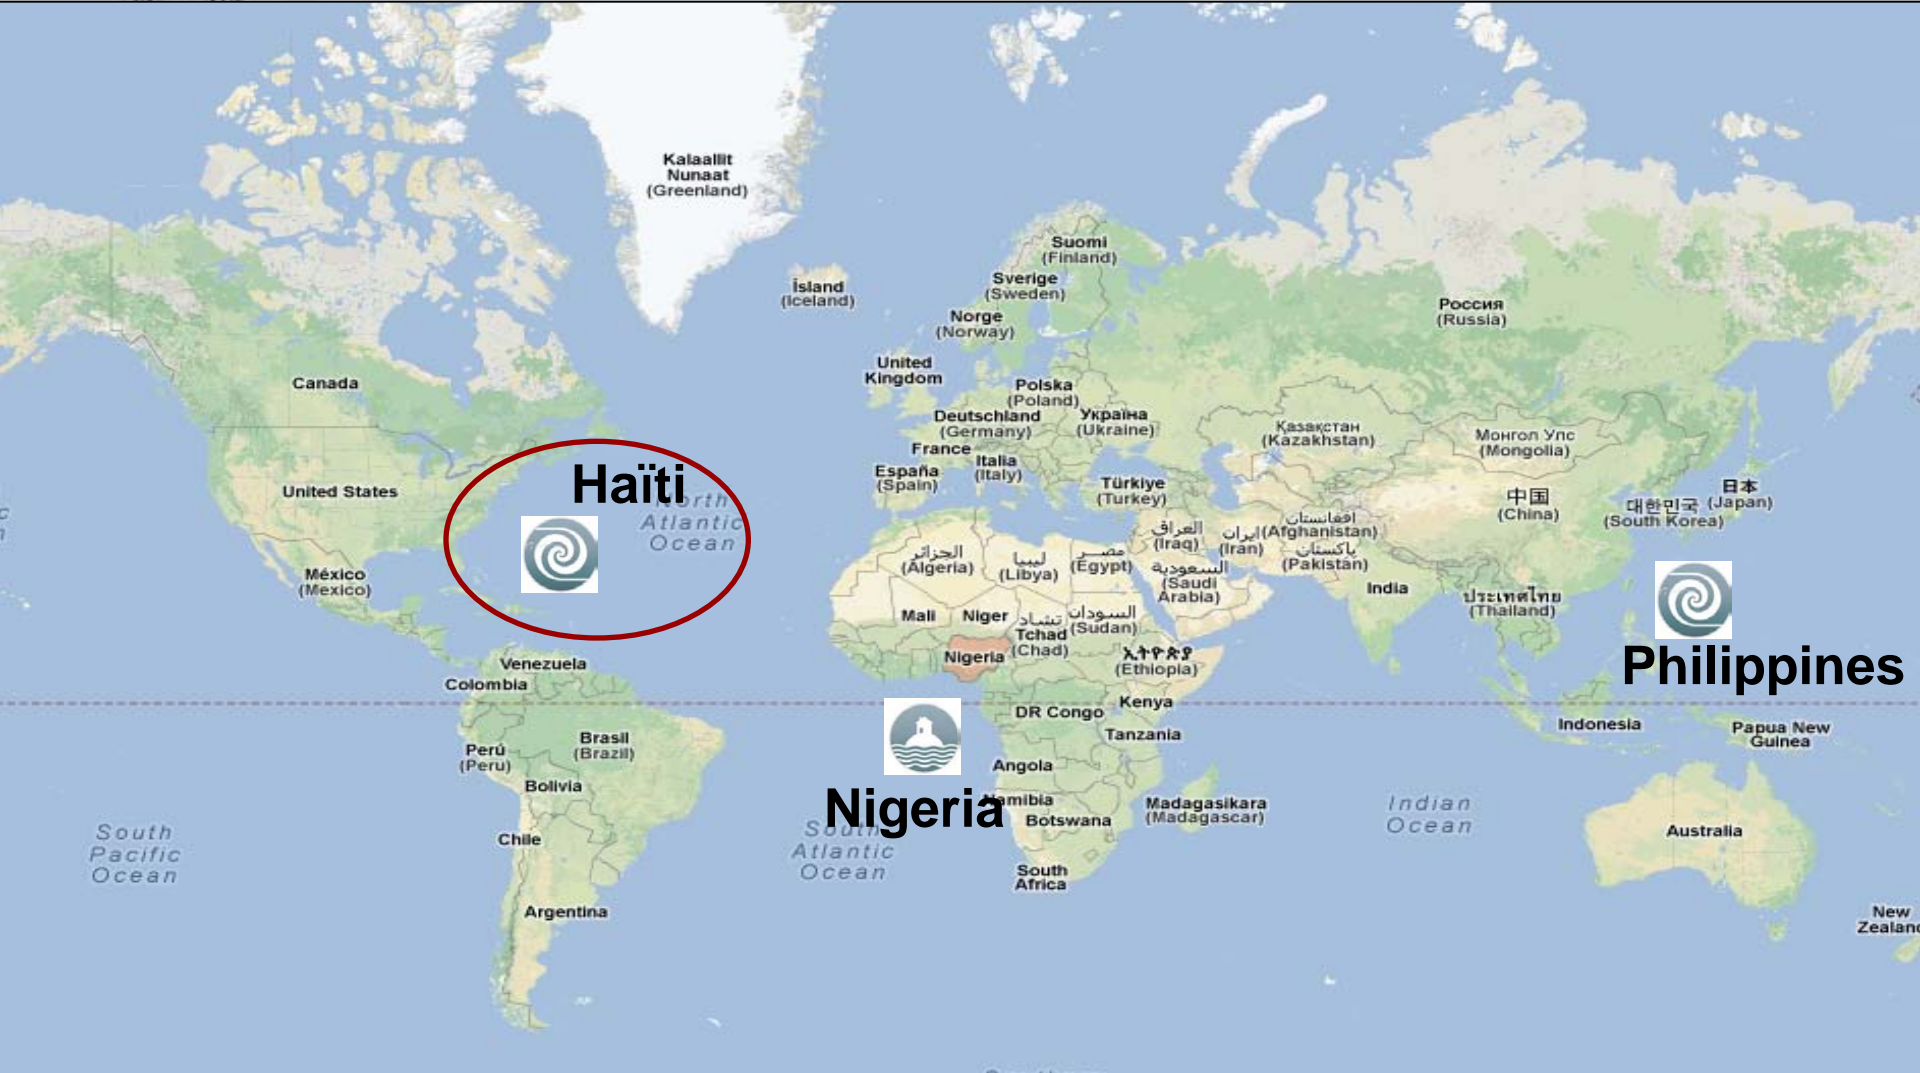 Kalaallit
Nunaat
(Greenland)
Suomi
(Finland)
Ísland
(Iceland)
Sverige
(Sweden)
Norge
(Norway)
Россия
(Russia)
United
Kingdom
Canada
Polska
(Poland)
Deutschland
(Germany)
Україна
(Ukraine)
Қазақстан
(Kazakhstan)
Монгол Улс
(Mongolia)
France
Italia
(Italy)
España
(Spain)
Türkiye
(Turkey)
Haïti
North
Atlantic
Ocean
United States
中国
(China)
日本
(Japan)
대한민국
(South Korea)
العراق
(Iraq)
ایران
(Iran)
افغانستان
(Afghanistan)
پاکستان
(Pakistan)
الجزائر
(Algeria)
ليبيا
(Libya)
مصر
(Egypt)
السعودية
(Saudi
Arabia)
México
(Mexico)
India
ประเทศไทย
(Thailand)
Mali
Niger
تشاد
Tchad
(Chad)
السودان
(Sudan)
Nigeria
ኢትዮጵያ
(Ethiopia)
Philippines
Venezuela
Colombia
DR Congo
Kenya
Tanzania
Indonesia
Papua New
Guinea
Perú
(Peru)
Brasil
(Brazil)
Bolivia
Angola
Nigeria
Namibia
Botswana
Madagasikara
(Madagascar)
Indian
Ocean
Australia
South
Pacific
Ocean
Chile
South
Atlantic
Ocean
South
Africa
Argentina
New
Zealand